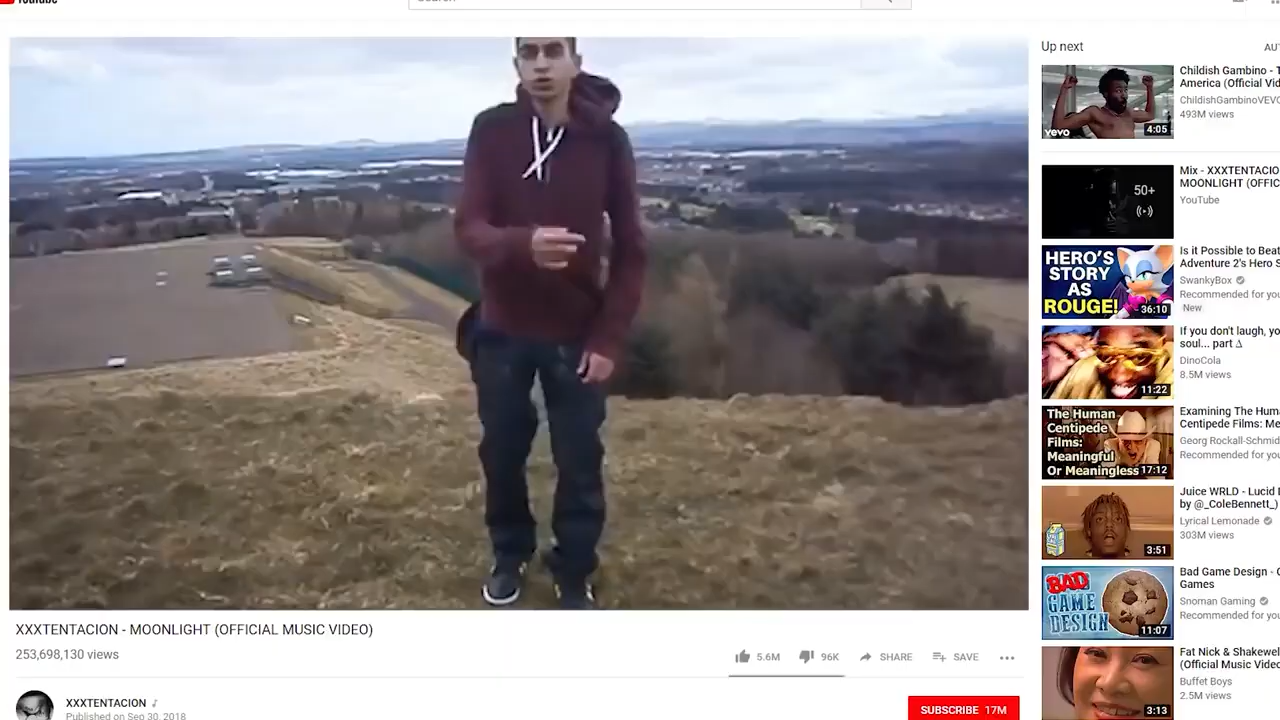 YouTube
Search
Up next
AU
Childish Gambino - T
America (Official Vid
ChildishGambinoVEVO
493M views
vevo
4:05
Mix - XXXTENTACIO
MOONLIGHT (OFFIC
YouTube
50+
Is it Possible to Beat
Adventure 2's Hero S
SwankyBox
Recommended for you
New
HERO'S
STORY
AS
ROUGE!
36:10
If you don't laugh, yo
soul... part Δ
DinoCola
8.5M views
11:22
Examining The Hum
Centipede Films: Me
Georg Rockall-Schmid
Recommended for you
The Human
Centipede
Films:
Meaningful
Or Meaningless
17:12
Juice WRLD - Lucid D
by @_ColeBennett_)
Lyrical Lemonade
303M views
3:51
Bad Game Design - C
Games
Snoman Gaming
Recommended for you
BAD
GAME
DESIGN
11:07
Fat Nick & Shakewel
(Official Music Video
Buffet Boys
2.5M views
3:13
XXXTENTACION - MOONLIGHT (OFFICIAL MUSIC VIDEO)
253,698,130 views
5.6M
96K
SHARE
SAVE
XXXTENTACION
Published on Sep 30, 2018
SUBSCRIBE 17M